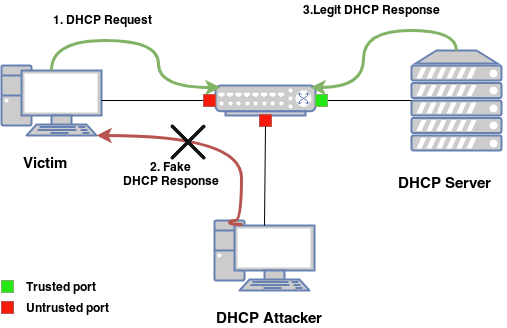 1. DHCP Request
3.Legit DHCP Response
Victim
2. Fake
DHCP Response
DHCP Server
Trusted port
Untrusted port
DHCP Attacker